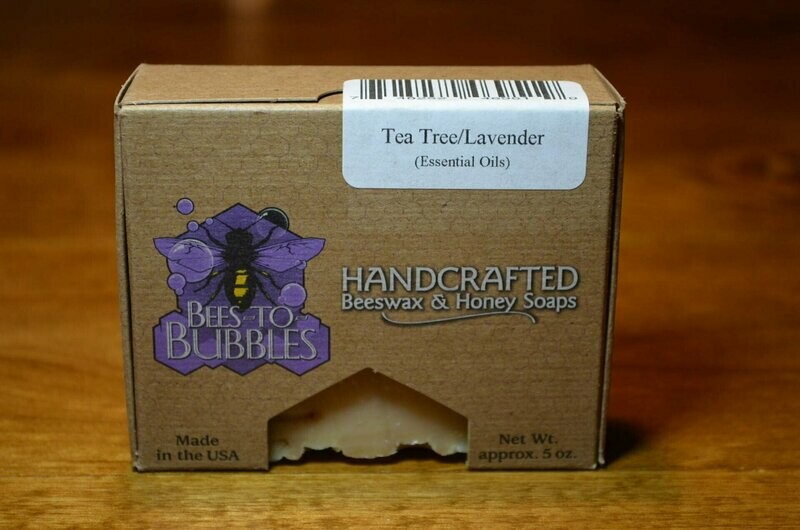 Tea Tree/Lavender
(Essential Oils)
HANDCRAFTED
Beeswax & Honey Soaps
BEES-TO-
BUBBLES
Made
in the USA
Net Wt.
approx. 5 oz.